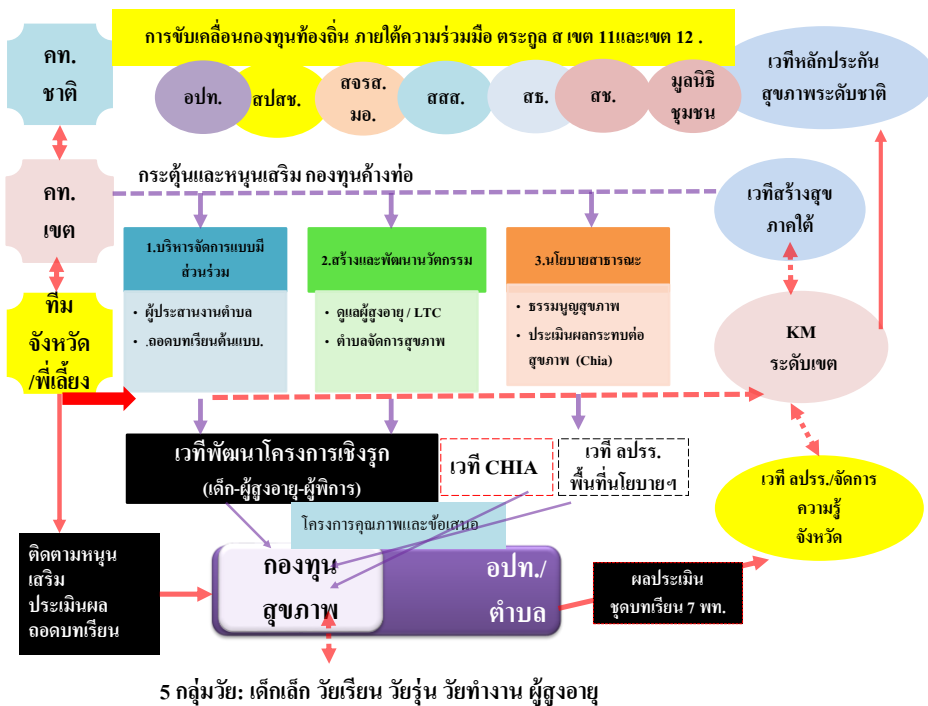 การขับเคลื่อนกองทุนท้องถิ่น ภายใต้ความร่วมมือ ตระกูล ส เขต 11และเขต 12 .
คท.
ชาติ
อปท.
สปสช.
สจรส.
มอ.
สสส.
สธ.
สช.
มูลนิธิ
ชุมชน
เวทีหลักประกัน
สุขภาพระดับชาติ
กระตุ้นและหนุนเสริม กองทุนค้างท่อ
คท.
เขต
เวทีสร้างสุข
ภาคใต้
1.บริหารจัดการแบบมี
ส่วนร่วม
2.สร้างและพัฒนานวัตกรรม
3.นโยบายสาธารณะ
• ผู้ประสานงานตำบล
• .ถอดบทเรียนต้นแบบ.
• ดูแลผู้สูงอายุ / LTC
• ตำบลจัดการสุขภาพ
• ธรรมนูญสุขภาพ
• ประเมินผลกระทบต่อ
สุขภาพ (Chia)
ทีม
จังหวัด
/พี่เลี้ยง
KM
ระดับเขต
เวทีพัฒนาโครงการเชิงรุก
(เด็ก-ผู้สูงอายุ-ผู้พิการ)
เวที CHIA
เวที ลปรร.
พื้นที่นโยบายฯ
เวที ลปรร./จัดการ
ความรู้
จังหวัด
โครงการคุณภาพและข้อเสนอ
ติดตามหนุน
เสริม
ประเมินผล
ถอดบทเรียน
กองทุน
สุขภาพ
อปท./
ตำบล
ผลประเมิน
ชุดบทเรียน 7 พท.
5 กลุ่มวัย: เด็กเล็ก วัยเรียน วัยรุ่น วัยทำงาน ผู้สูงอายุ